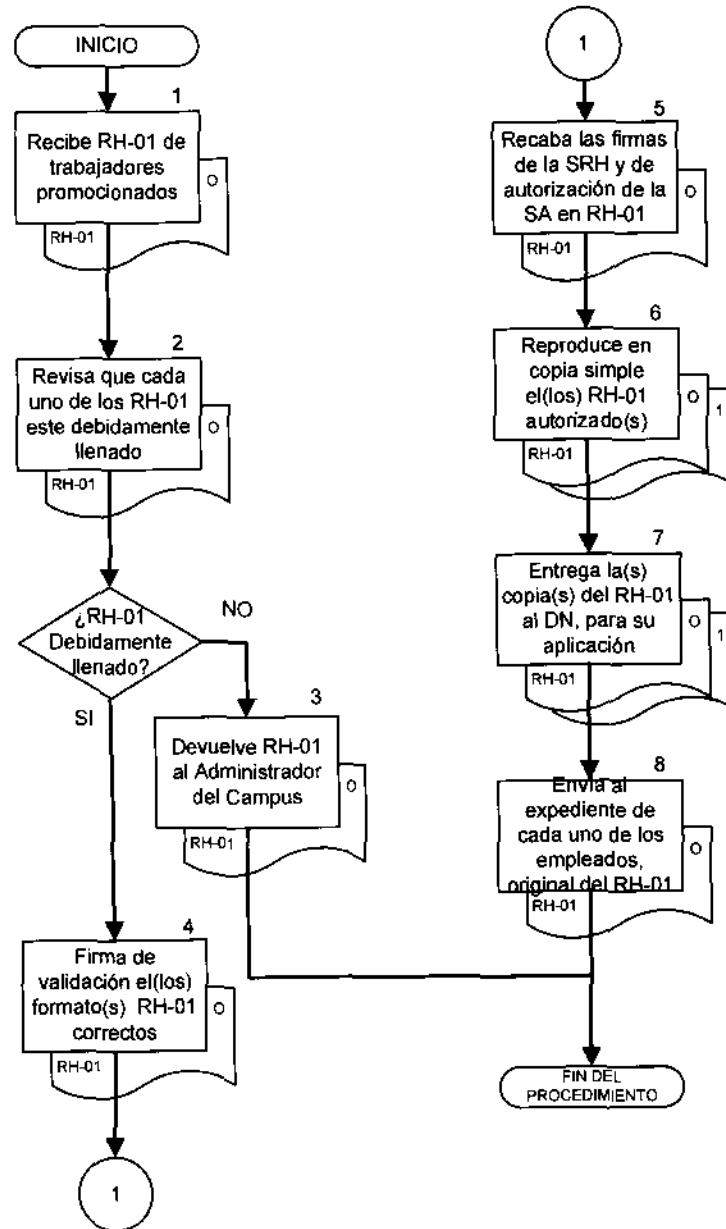 INICIO
1
Recibe RH-01 de
trabajadores
promocionados
O
RH-01
2
Revisa que cada
uno de los RH-01
este debidamente
llenado
O
RH-01
¿RH-01
Debidamente
llenado?
NO
SI
3
Devuelve RH-01
al Administrador
del Campus
O
RH-01
4
Firma de
validación el(los)
formato(s) RH-01
correctos
O
RH-01
1
1
5
Recaba las firmas
de la SRH y de
autorización de la
SA en RH-01
O
RH-01
6
Reproduce en
copia simple
el(los) RH-01
autorizado(s)
O
1
RH-01
7
Entrega la(s)
copia(s) del RH-01
al DN, para su
aplicación
O
1
RH-01
8
Envía al
expediente de
cada uno de los
empleados,
original del RH-01
O
RH-01
FIN DEL
PROCEDIMIENTO